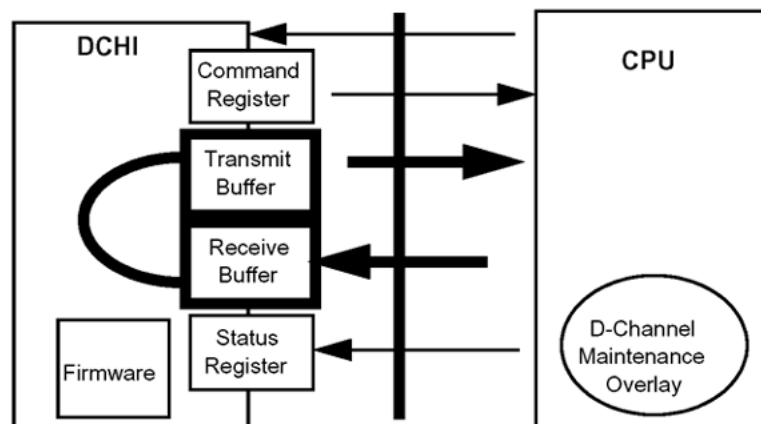 DCHI
CPU
Command
Register
Transmit
Buffer
Receive
Buffer
Status
Register
Firmware
D-Channel
Maintenance
Overlay